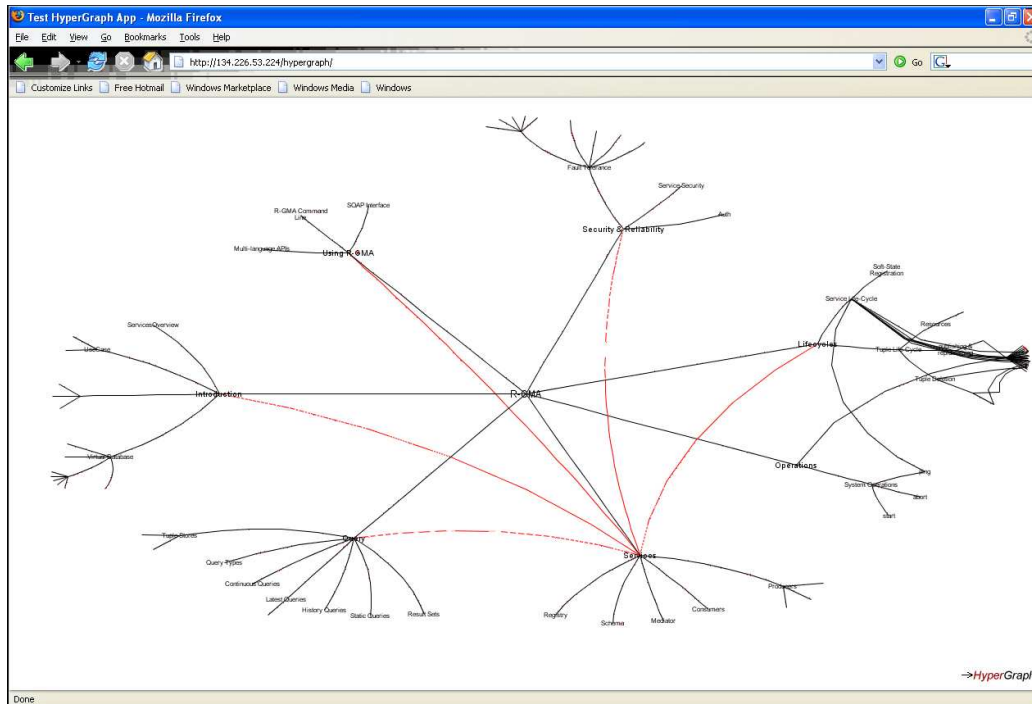 Test HyperGraph App - Mozilla Firefox
File Edit View Go Bookmarks Tools Help
http://134.226.53.224/hypergraph/
Go
G
Customize Links Free Hotmail Windows Marketplace Windows Media Windows
Fault Tolerance
Service Security
Auth
Security & Reliability
SOAP Interface
R-GMA Command
Line
Multi-language APIs
Using R-GMA
Soft-State
Registration
Service Life-Cycle
Resources
Lifecycles
Tuple Life Cycle
Tuple Deletion
Services Overview
UseCase
Introduction
R-GMA
Virtual Database
Operations
ping
System Operations
abort
start
Tuple Stores
Query
Services
Query Types
Continuous Queries
Latest Queries
History Queries
Static Queries
Result Sets
Producers
Consumers
Registry
Schema
Mediator
->HyperGraph
Done